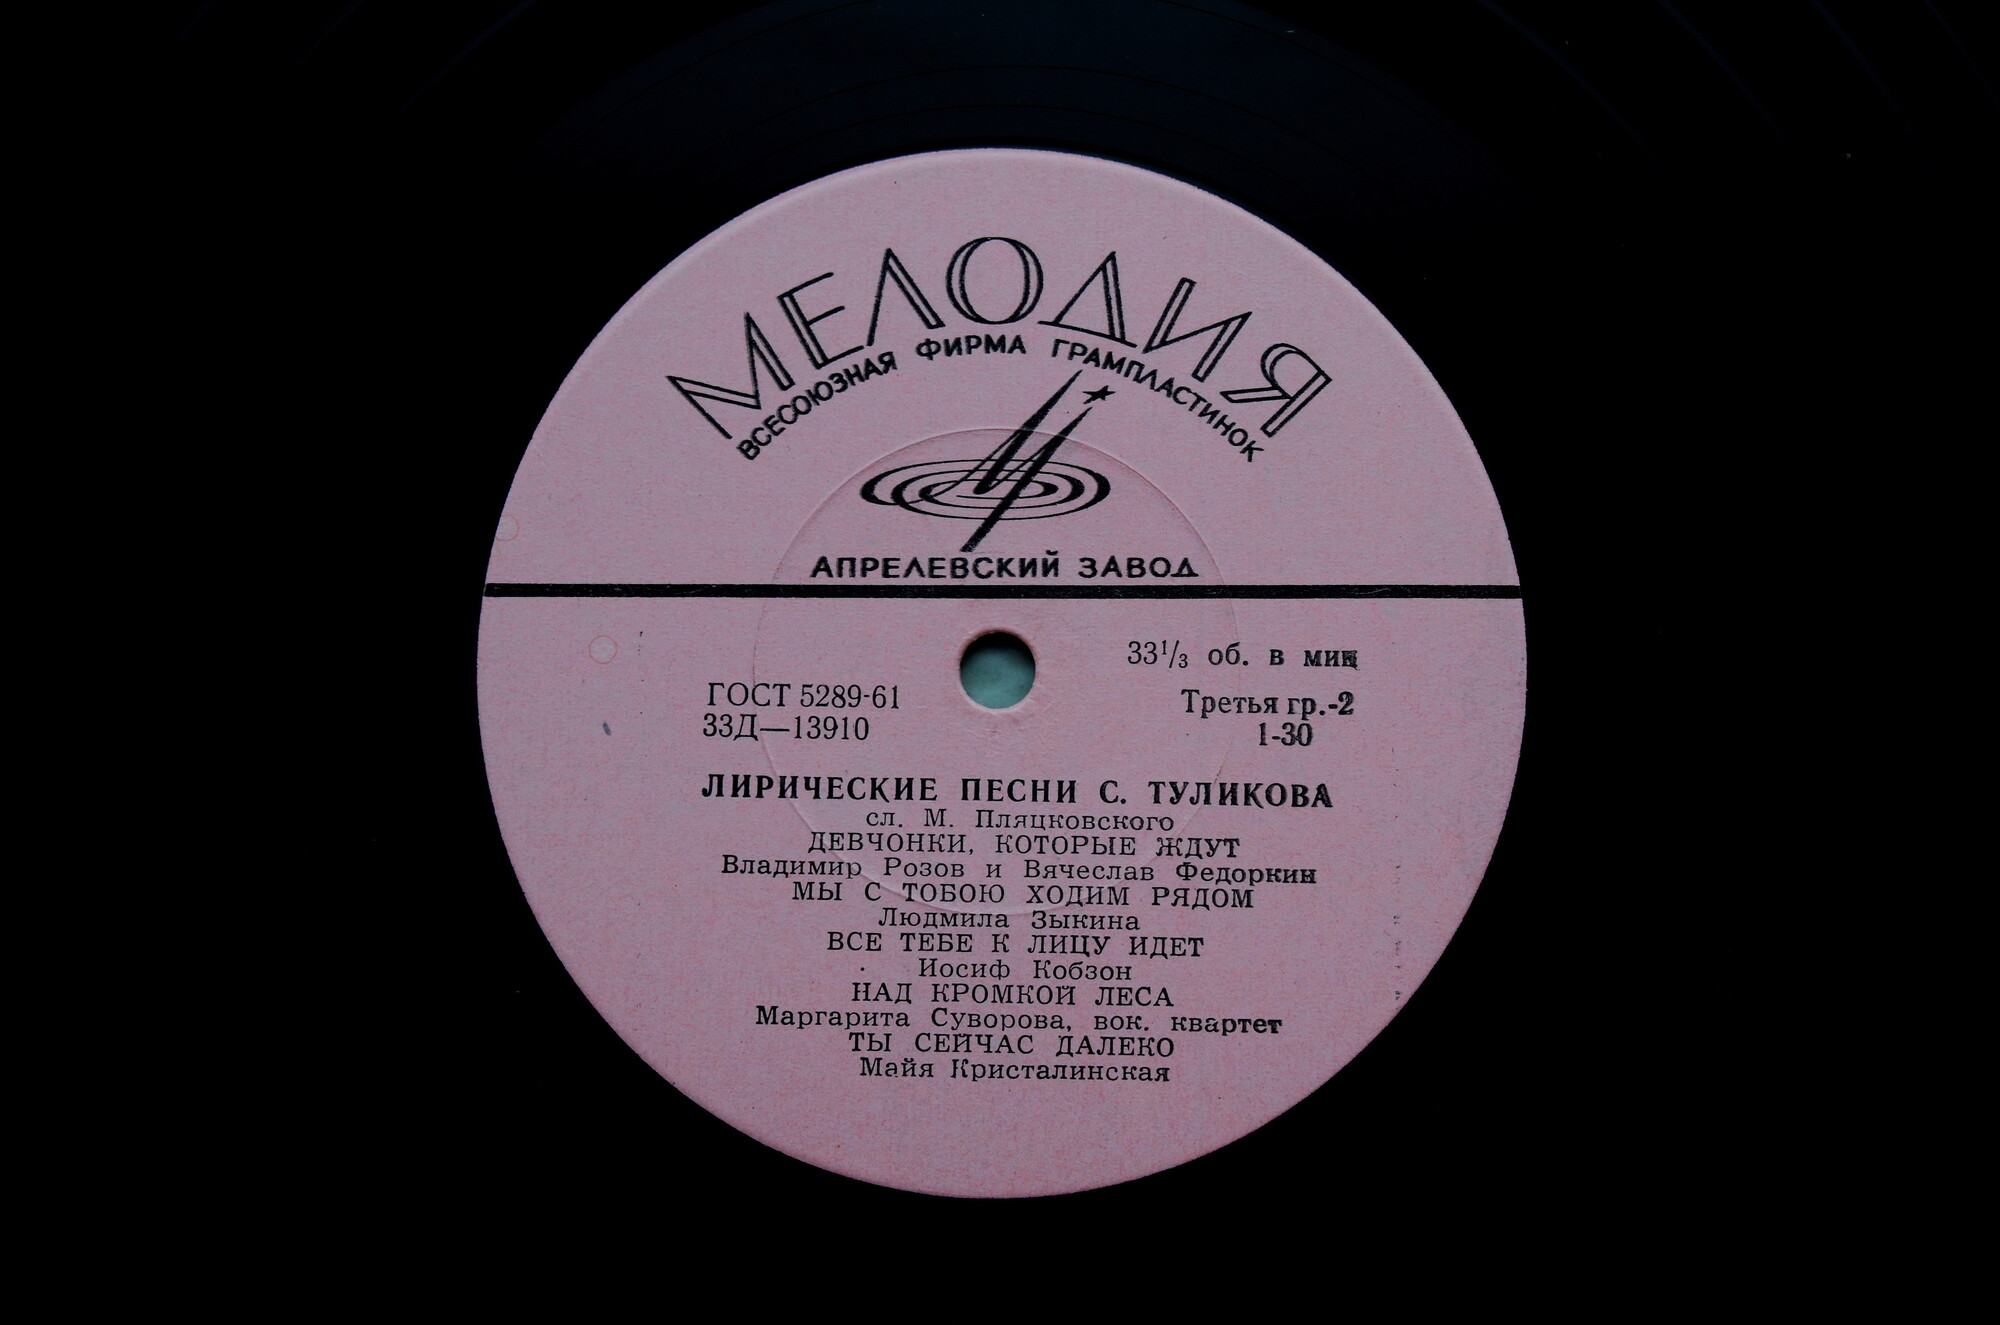 МЕЛОДИЯ
ВСЕСОЮЗНАЯ ФИРМА ГРАМПЛАСТИНОК
АПРЕЛЕВСКИЙ ЗАВОД
33 1/3 об. в мин
ГОСТ 5289-61
Третья гр.-2
33Д—13910
1-30
ЛИРИЧЕСКИЕ ПЕСНИ С. ТУЛИКОВА
сл. М. Пляцковского
ДЕВЧОНКИ, КОТОРЫЕ ЖДУТ
Владимир Розов и Вячеслав Федоркин
МЫ С ТОБОЮ ХОДИМ РЯДОМ
Людмила Зыкина
ВСЕ ТЕБЕ К ЛИЦУ ИДЕТ
Иосиф Кобзон
НАД КРОМКОЙ ЛЕСА
Маргарита Суворова, вок. квартет
ТЫ СЕЙЧАС ДАЛЕКО
Майя Кристалинская